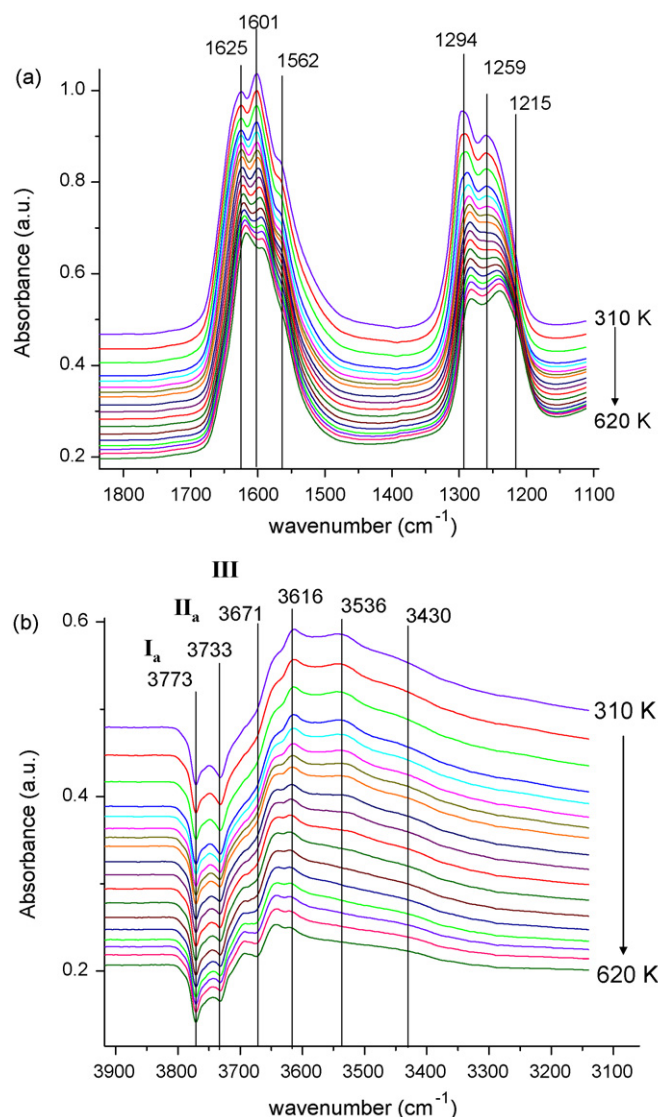 1601
1625
1562
1294
1259
1215
(a)
1.0
0.8
0.6
0.4
0.2
Absorbance (a.u.)
310 K
620 K
1800 1700 1600 1500 1400 1300 1200 1100
wavenumber (cm⁻¹)
III
(b)
IIₐ
3671
3616
3536
3430
Iₐ
3733
3773
0.6
0.4
0.2
Absorbance (a.u.)
310 K
620 K
3900 3800 3700 3600 3500 3400 3300 3200 3100
wavenumber (cm⁻¹)